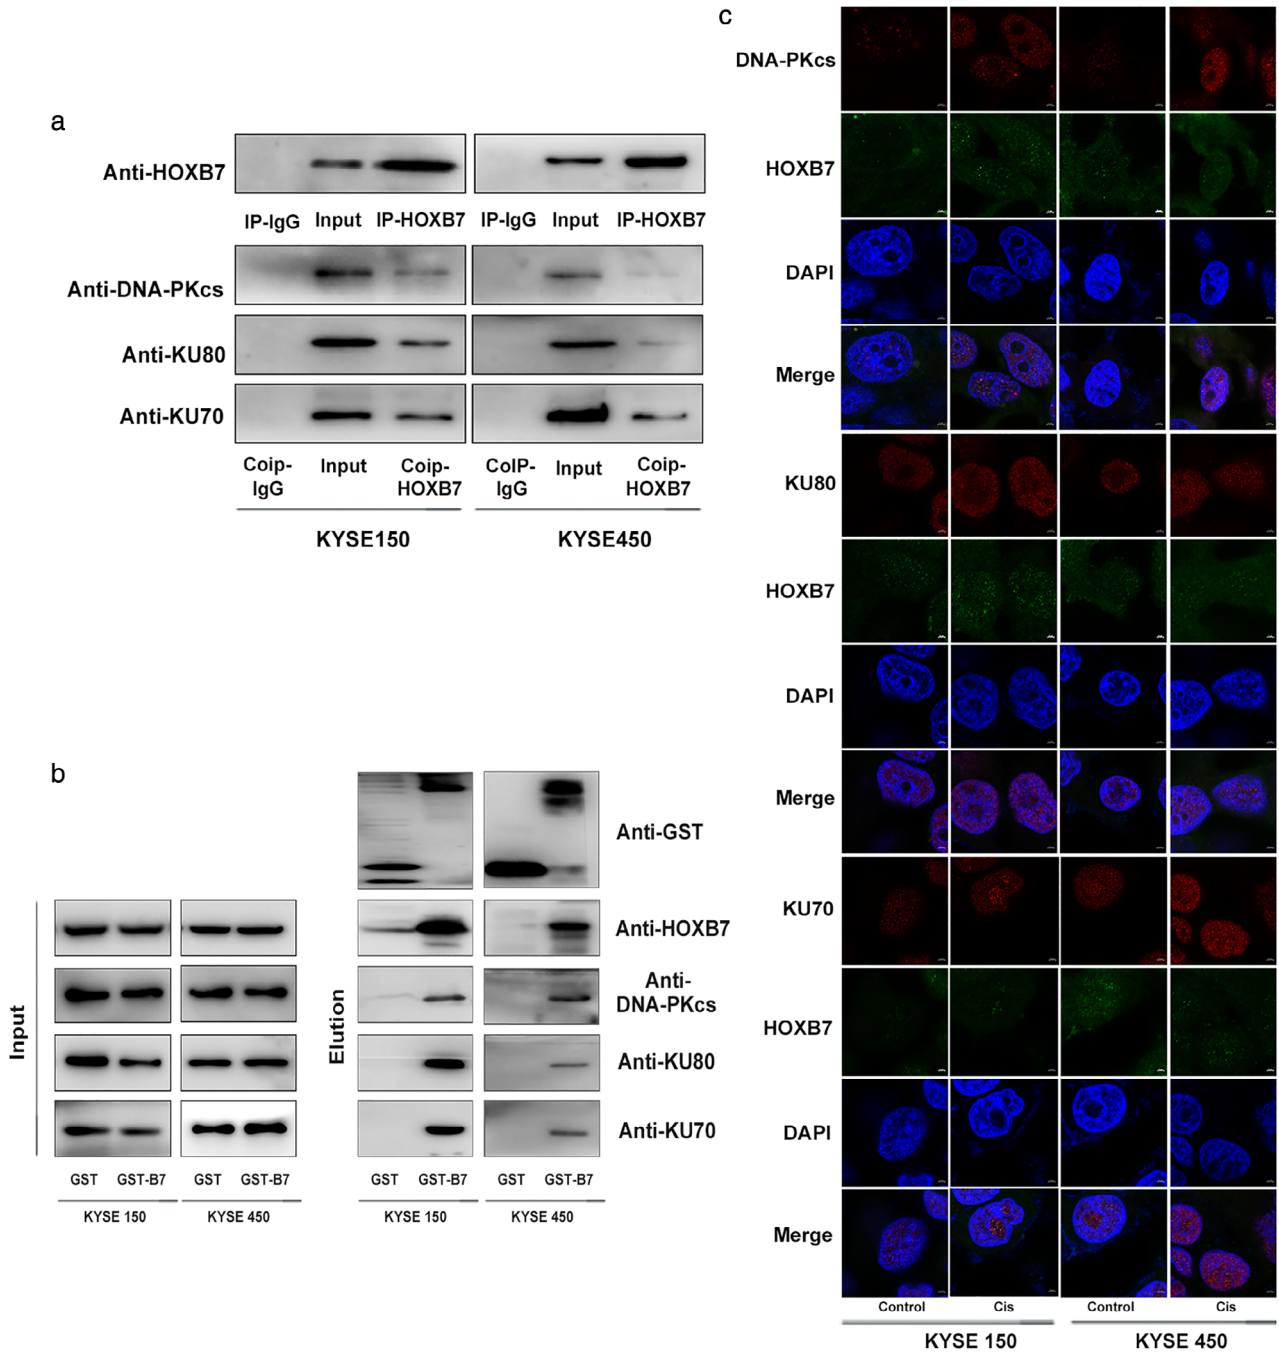 a
Anti-HOXB7
IP-IgG Input IP-HOXB7 IP-IgG Input IP-HOXB7
Anti-DNA-PKcs
Anti-KU80
Anti-KU70
Coip-IgG Input Coip-HOXB7 CoIP-IgG Input Coip-HOXB7
KYSE150 KYSE450
b
Anti-GST
Anti-HOXB7
Anti-DNA-PKcs
Anti-KU80
Anti-KU70
Input
Elution
GST GST-B7 GST GST-B7 GST GST-B7 GST GST-B7
KYSE 150 KYSE 450 KYSE 150 KYSE 450
c
DNA-PKcs
HOXB7
DAPI
Merge
KU80
HOXB7
DAPI
Merge
KU70
HOXB7
DAPI
Merge
Control Cis Control Cis
KYSE 150 KYSE 450